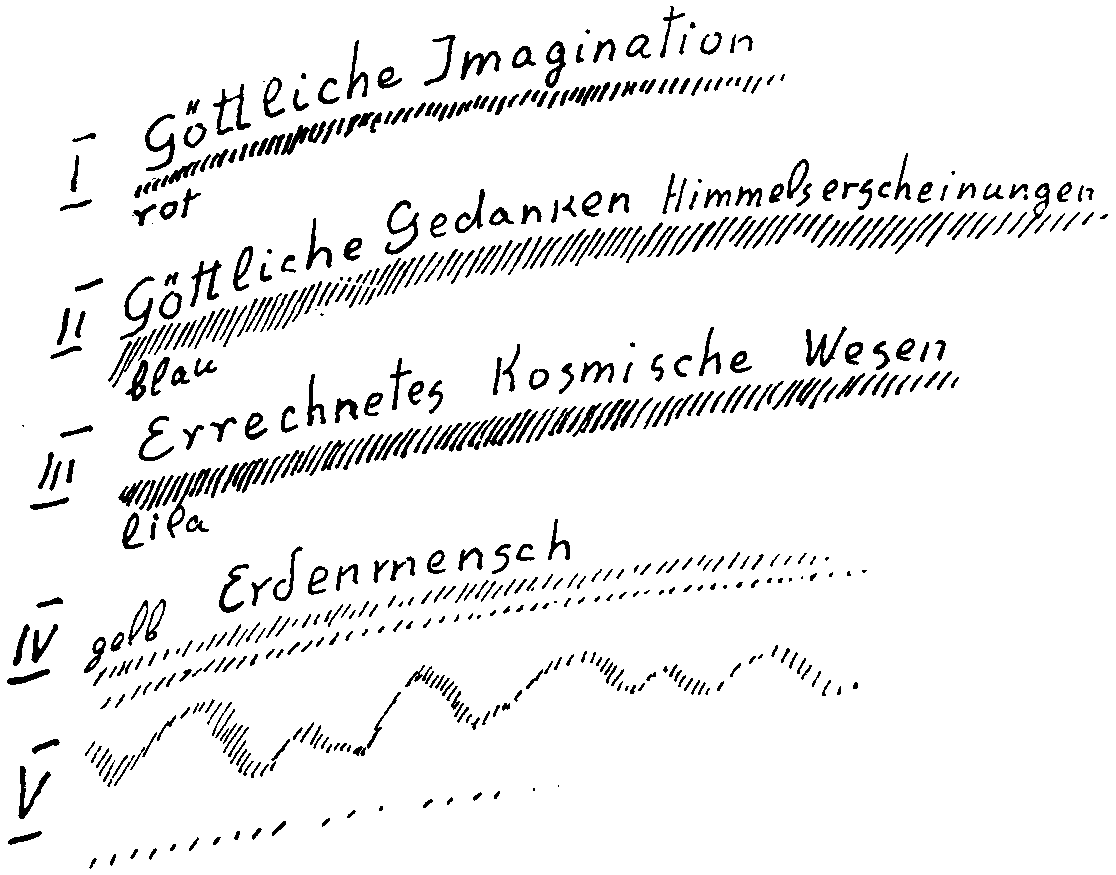 I Göttliche Imagination
rot
II Göttliche Gedanken Himmelserscheinungen
blau
III Errechnetes Kosmische Wesen
lila
IV gelb Erdenmensch
V